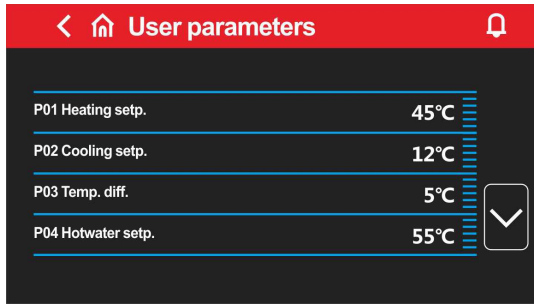 User parameters
P01 Heating setp. 45℃
P02 Cooling setp. 12℃
P03 Temp. diff. 5℃
P04 Hotwater setp. 55℃